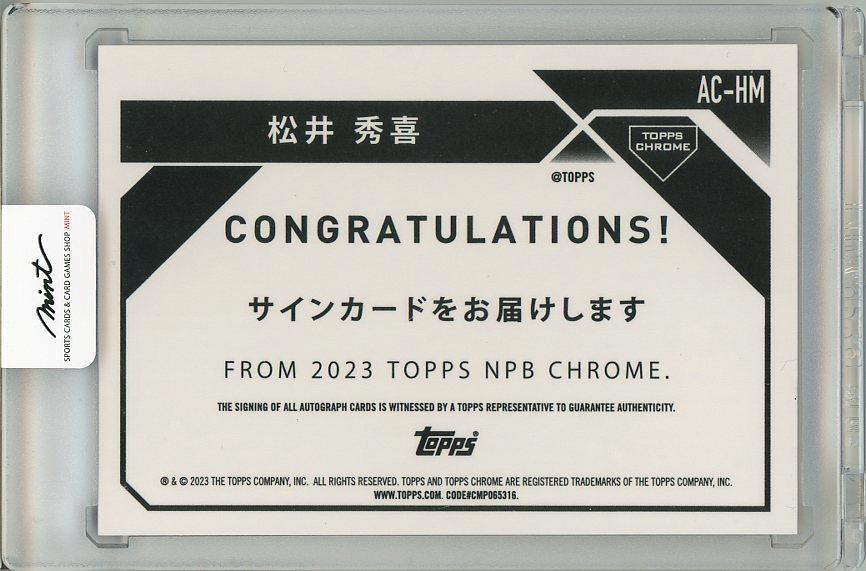 AC-HM
松井 秀喜
TOPPS
CHROME
@TOPPS
CONGRATULATIONS!
サインカードをお届けします
FROM 2023 TOPPS NPB CHROME.
THE SIGNING OF ALL AUTOGRAPH CARDS IS WITNESSED BY A TOPPS REPRESENTATIVE TO GUARANTEE AUTHENTICITY.
topps
® & © 2023 THE TOPPS COMPANY, INC. ALL RIGHTS RESERVED. TOPPS AND TOPPS CHROME ARE REGISTERED TRADEMARKS OF THE TOPPS COMPANY, INC.
WWW.TOPPS.COM. CODE#CMP065316.
mint
SPORTS CARDS & CARD GAMES SHOP MINT